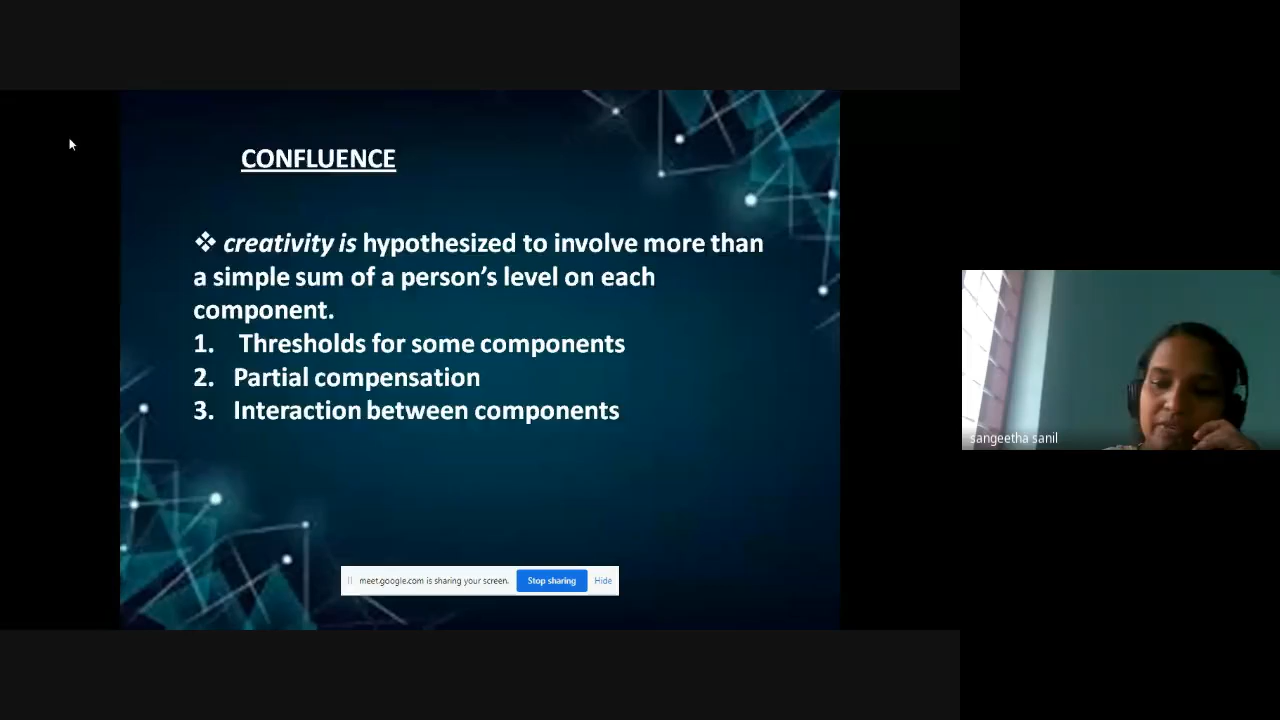 CONFLUENCE
❖ creativity is hypothesized to involve more than
a simple sum of a person’s level on each
component.
1. Thresholds for some components
2. Partial compensation
3. Interaction between components
meet.google.com is sharing your screen. Stop sharing Hide
sangeetha sanil